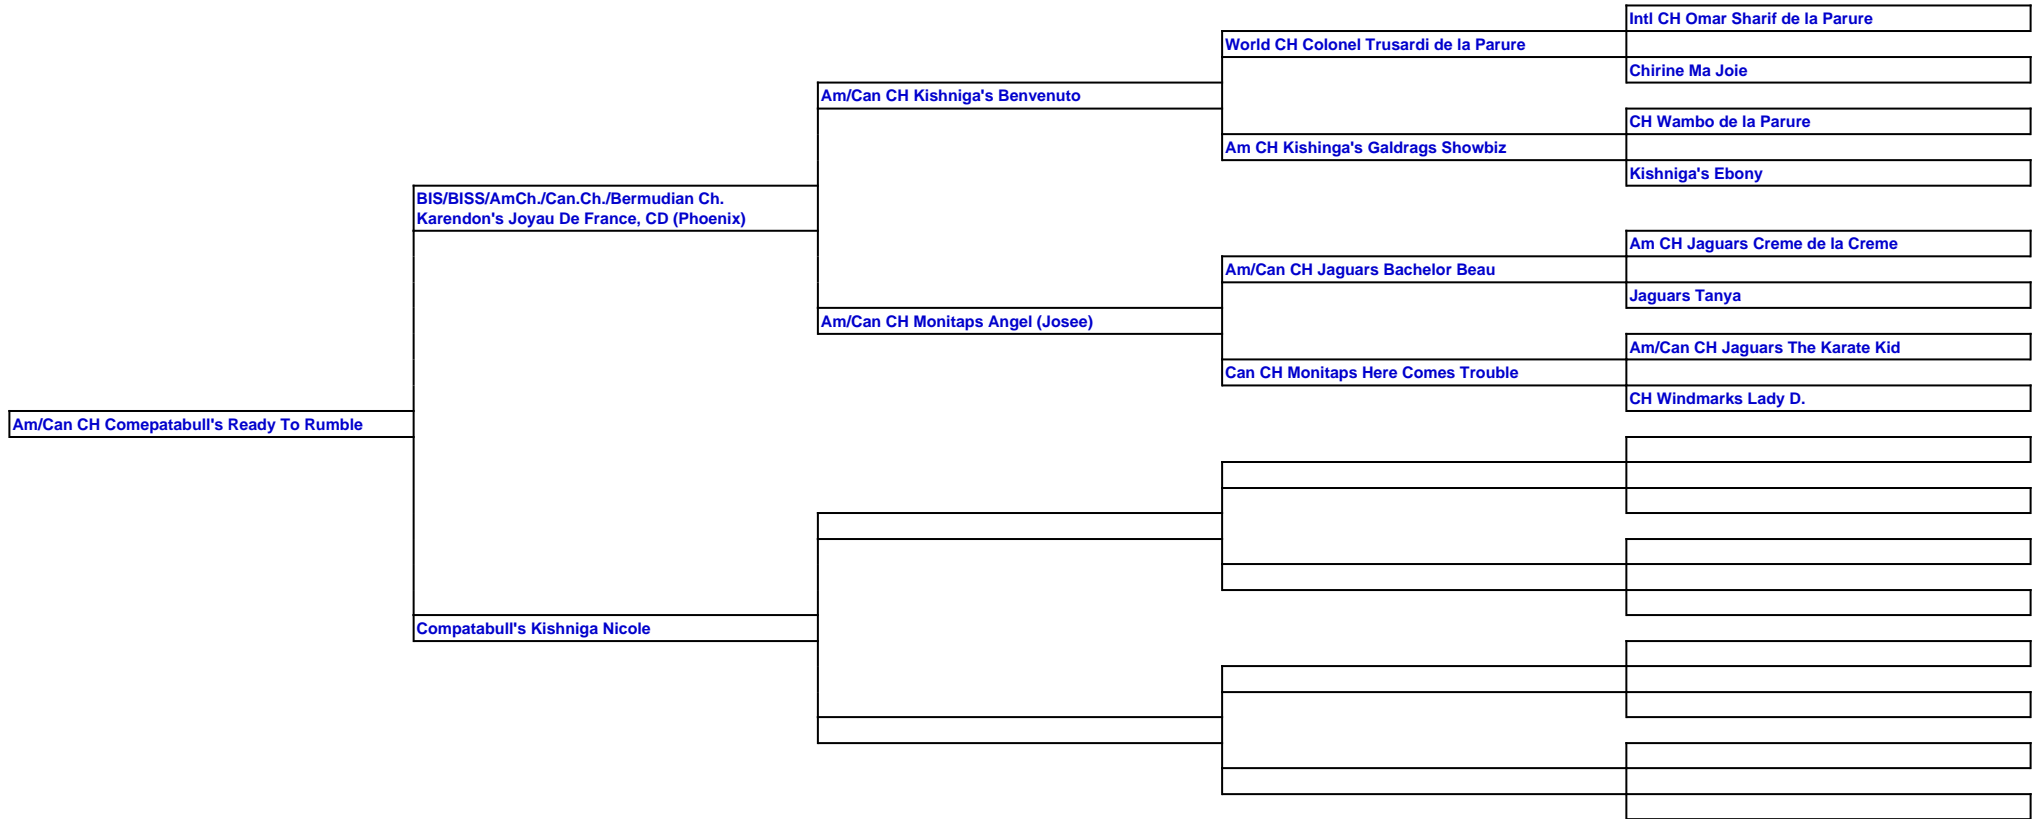 Intl CH Omar Sharif de la Parure
World CH Colonel Trusardi de la Parure
Chirine Ma Joie
Am/Can CH Kishniga's Benvenuto
CH Wambo de la Parure
Am CH Kishinga's Galdrags Showbiz
Kishniga's Ebony
BIS/BISS/AmCh./Can.Ch./Bermudian Ch.
Karendon's Joyau De France, CD (Phoenix)
Am CH Jaguars Creme de la Creme
Am/Can CH Jaguars Bachelor Beau
Jaguars Tanya
Am/Can CH Monitaps Angel (Josee)
Am/Can CH Jaguars The Karate Kid
Can CH Monitaps Here Comes Trouble
CH Windmarks Lady D.
Am/Can CH Comepatabull's Ready To Rumble
Compatabull's Kishniga Nicole